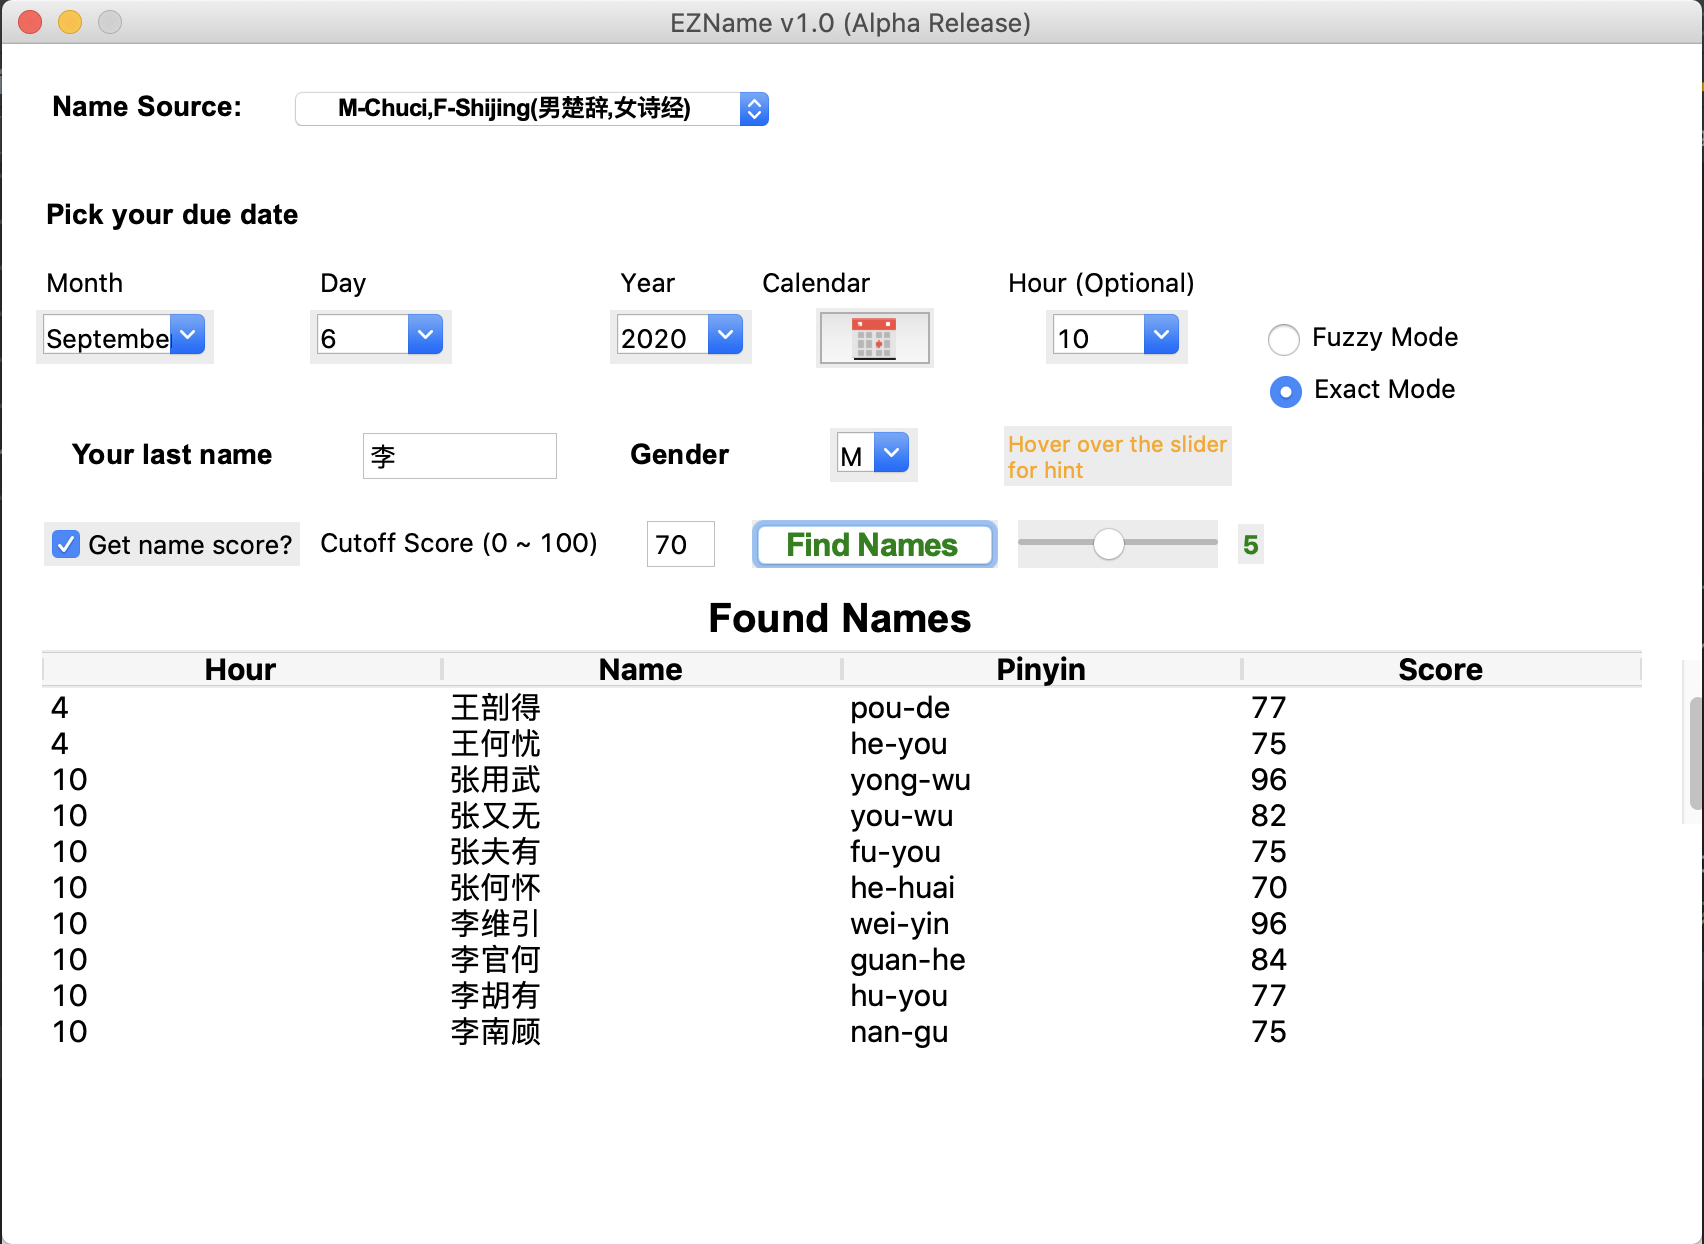 EZName v1.0 (Alpha Release)
Name Source: M-Chuci,F-Shijing(男楚辞,女诗经)
Pick your due date
Month Day Year Calendar Hour (Optional)
Septembe 6 2020 10 Fuzzy Mode
Exact Mode
Your last name 李 Gender M Hover over the slider
for hint
Get name score? Cutoff Score (0 ~ 100) 70 Find Names 5
Found Names
Hour Name Pinyin Score
4 王剖得 pou-de 77
4 王何忧 he-you 75
10 张用武 yong-wu 96
10 张又无 you-wu 82
10 张夫有 fu-you 75
10 张何怀 he-huai 70
10 李维引 wei-yin 96
10 李官何 guan-he 84
10 李胡有 hu-you 77
10 李南顾 nan-gu 75